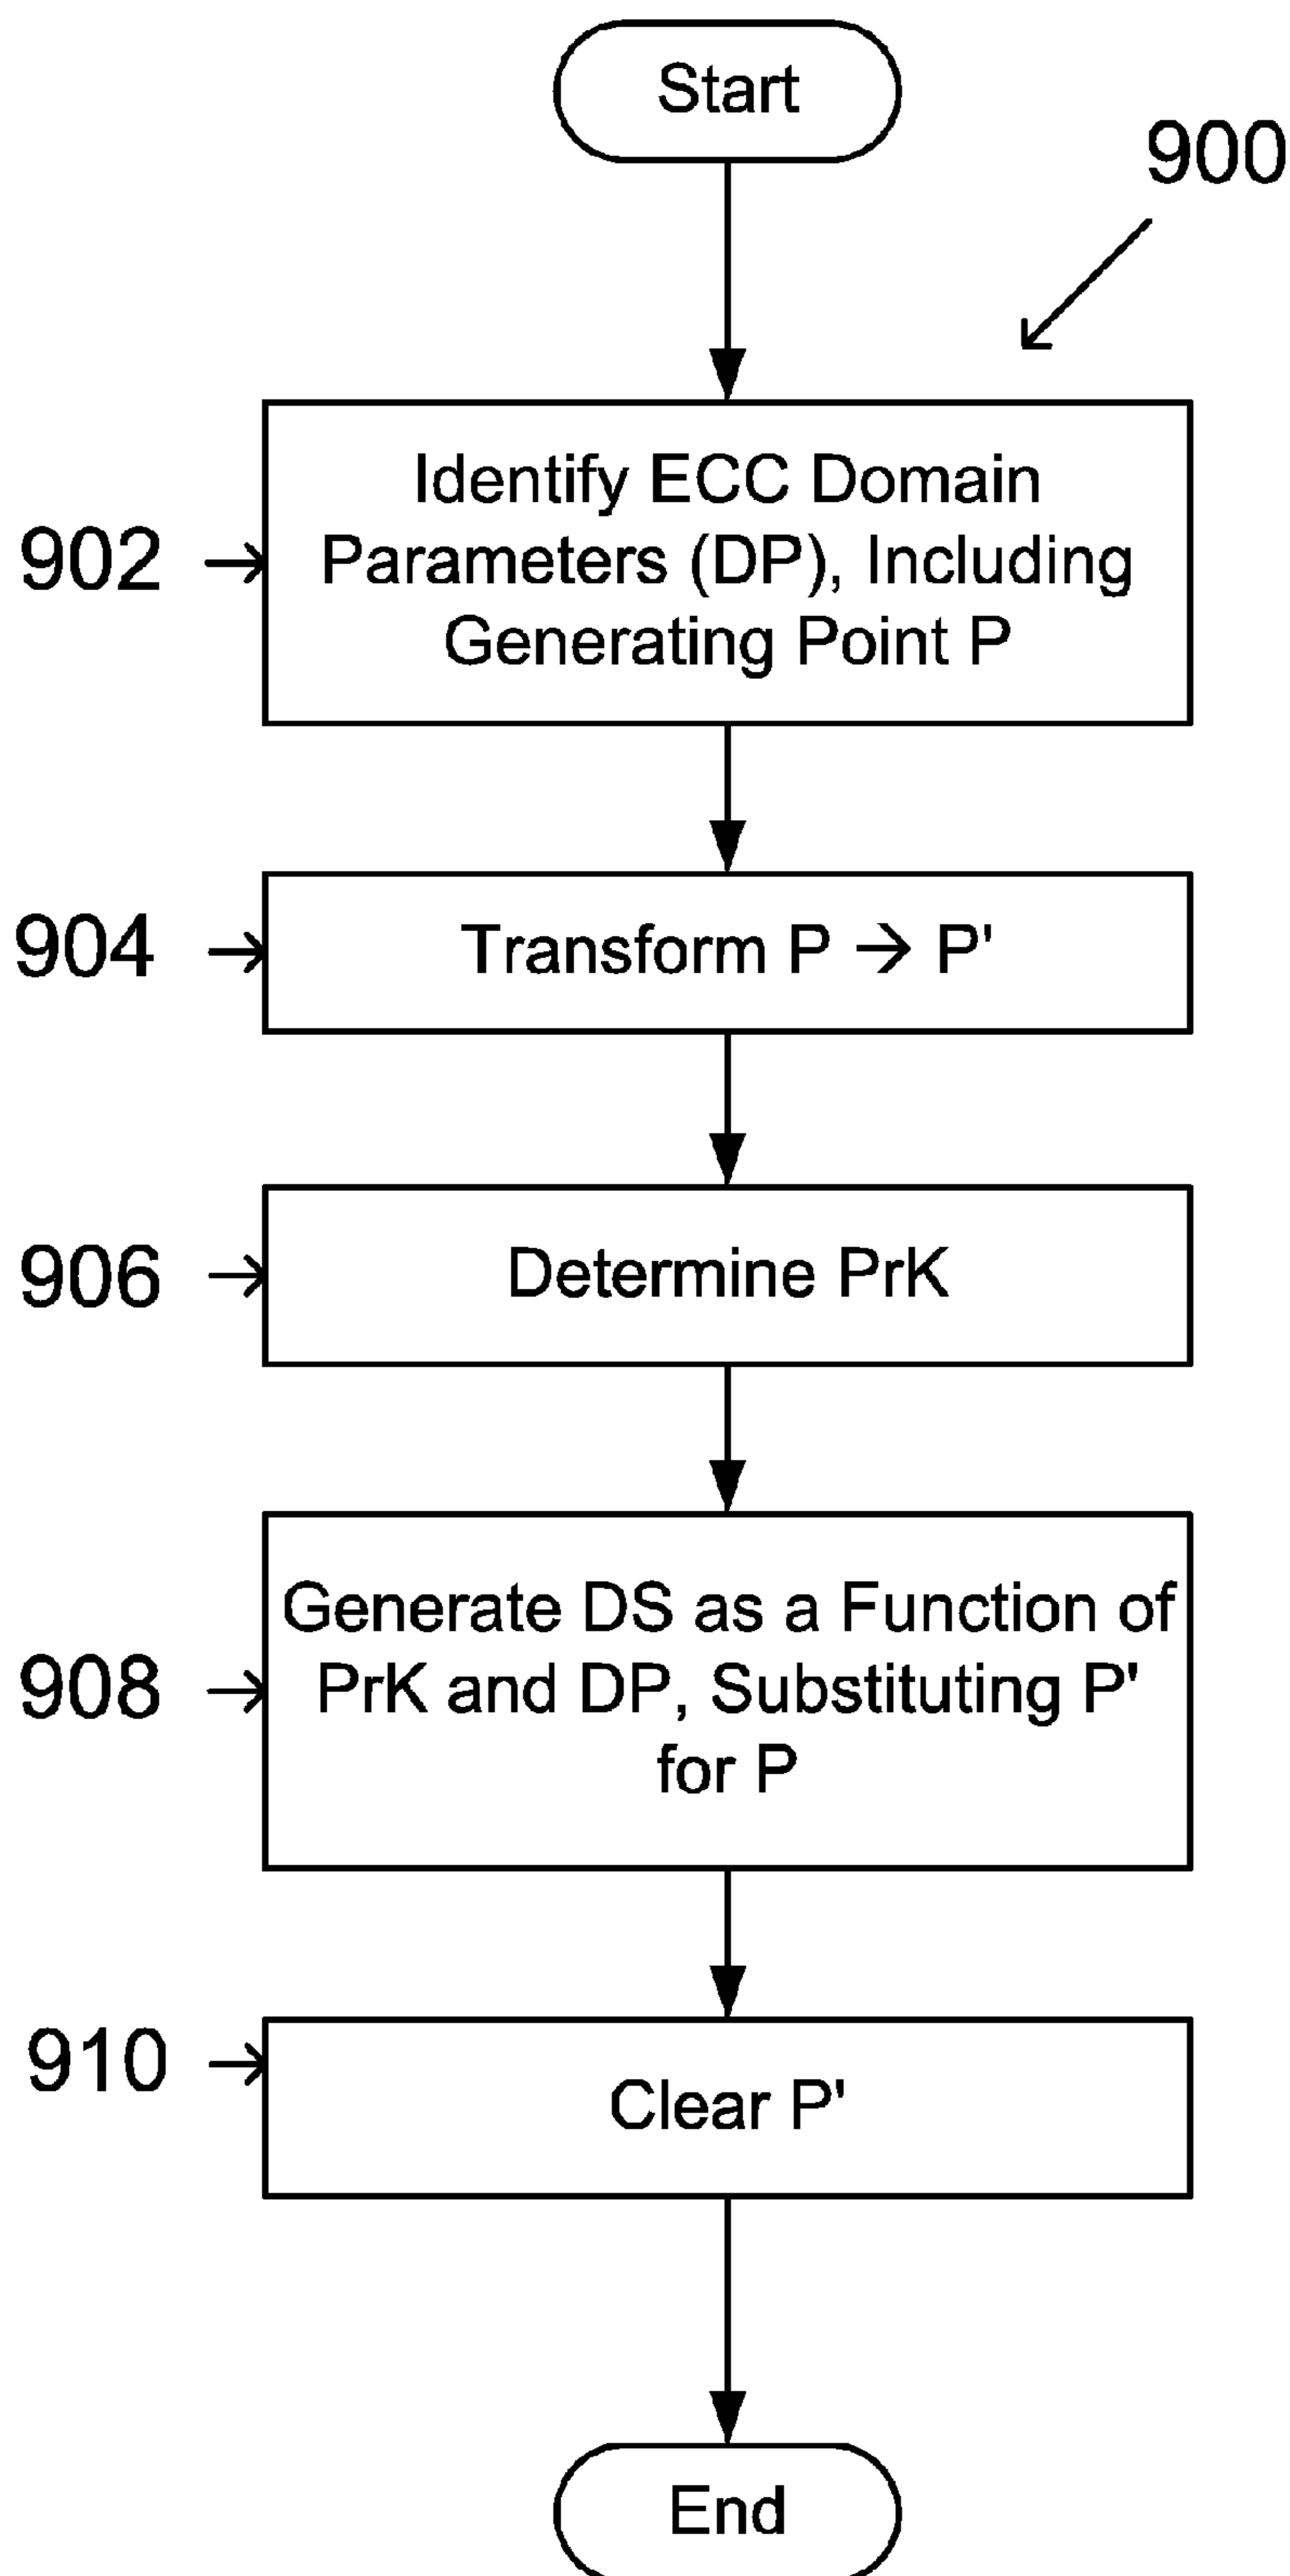 Start
900
902
Identify ECC Domain
Parameters (DP), Including
Generating Point P
904
Transform P → P'
906
Determine PrK
908
Generate DS as a Function of
PrK and DP, Substituting P'
for P
910
Clear P'
End